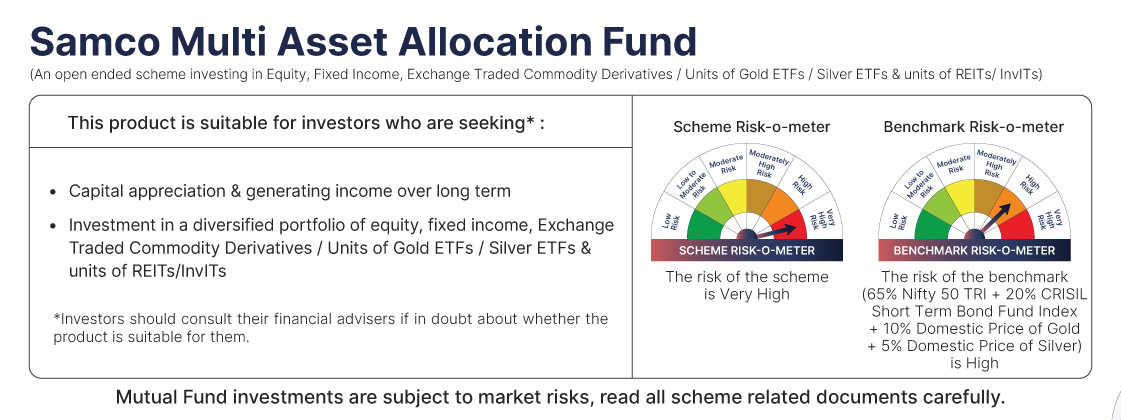 Samco Multi Asset Allocation Fund
(An open ended scheme investing in Equity, Fixed Income, Exchange Traded Commodity Derivatives / Units of Gold ETFs / Silver ETFs & units of REITs/ InvITs)
This product is suitable for investors who are seeking* :
• Capital appreciation & generating income over long term
• Investment in a diversified portfolio of equity, fixed income, Exchange
Traded Commodity Derivatives / Units of Gold ETFs / Silver ETFs &
units of REITs/InvITs
*Investors should consult their financial advisers if in doubt about whether the
product is suitable for them.
Scheme Risk-o-meter
Low
Risk
Low to
Moderate
Risk
Moderate
Risk
Moderately
High
Risk
High
Risk
Very
High
Risk
SCHEME RISK-O-METER
The risk of the scheme
is Very High
Benchmark Risk-o-meter
Low
Risk
Low to
Moderate
Risk
Moderate
Risk
Moderately
High
Risk
High
Risk
Very
High
Risk
BENCHMARK RISK-O-METER
The risk of the benchmark
(65% Nifty 50 TRI + 20% CRISIL
Short Term Bond Fund Index
+ 10% Domestic Price of Gold
+ 5% Domestic Price of Silver)
is High
Mutual Fund investments are subject to market risks, read all scheme related documents carefully.